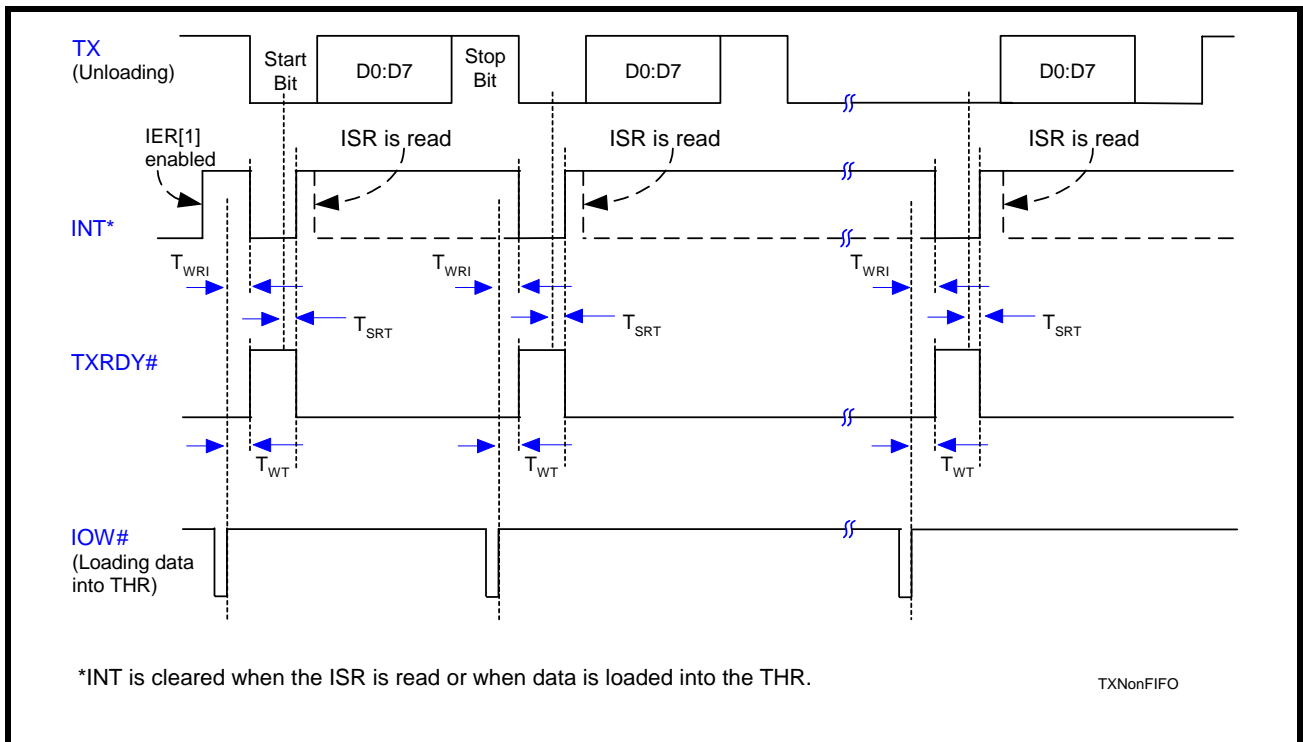 TX
(Unloading)
Start
Bit
D0:D7
Stop
Bit
D0:D7
D0:D7
IER[1]
enabled
ISR is read
ISR is read
ISR is read
INT*
TWRI
TWRI
TWRI
TSRT
TSRT
TSRT
TXRDY#
TWT
TWT
TWT
IOW#
(Loading data
into THR)
*INT is cleared when the ISR is read or when data is loaded into the THR.
TXNonFIFO